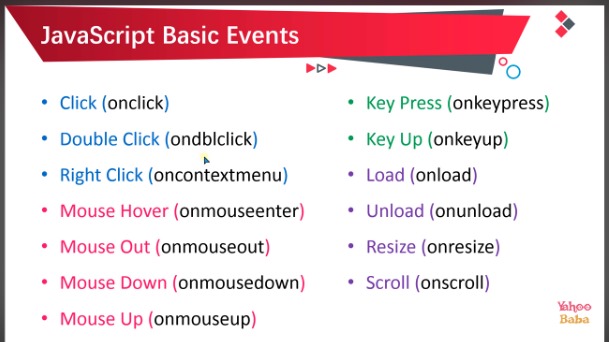 JavaScript Basic Events
• Click (onclick)
• Double Click (ondblclick)
• Right Click (oncontextmenu)
• Mouse Hover (onmouseenter)
• Mouse Out (onmouseout)
• Mouse Down (onmousedown)
• Mouse Up (onmouseup)
• Key Press (onkeypress)
• Key Up (onkeyup)
• Load (onload)
• Unload (onunload)
• Resize (onresize)
• Scroll (onscroll)
Yahoo
Baba